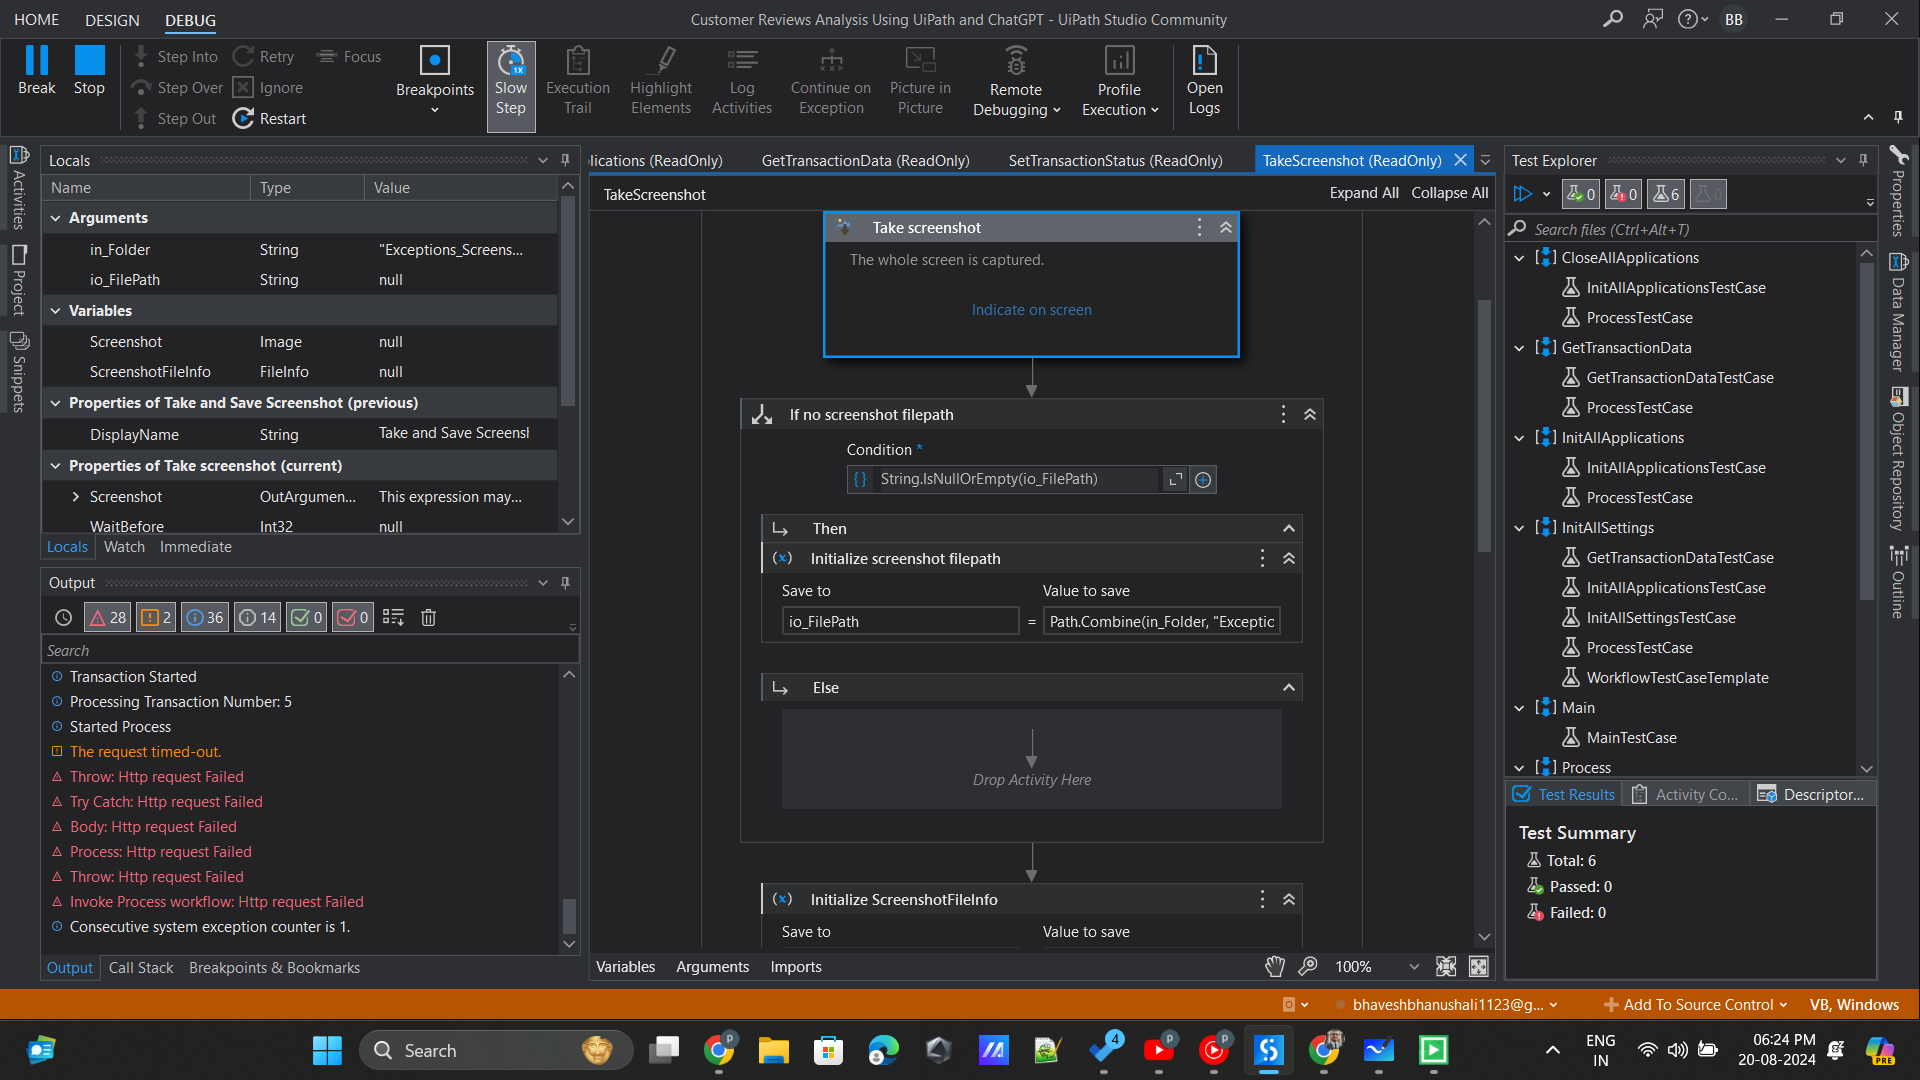 HOME DESIGN DEBUG
Customer Reviews Analysis Using UiPath and ChatGPT - UiPath Studio Community
BB
Break
Stop
Step Into
Step Over
Step Out
Retry
Ignore
Restart
Focus
Breakpoints
1X
Slow
Step
Execution
Trail
Highlight
Elements
Log
Activities
Continue on
Exception
Picture in
Picture
Remote
Debugging
Profile
Execution
Open
Logs
Activities
Project
Snippets
Locals
Name Type Value
Arguments
in_Folder String "Exceptions_Screens...
io_FilePath String null
Variables
Screenshot Image null
ScreenshotFileInfo FileInfo null
Properties of Take and Save Screenshot (previous)
DisplayName String Take and Save Screensl
Properties of Take screenshot (current)
Screenshot OutArgumen... This expression may...
WaitBefore Int32 null
Locals Watch Immediate
Output
28 2 36 14 0 0
Search
Transaction Started
Processing Transaction Number: 5
Started Process
The request timed-out.
Throw: Http request Failed
Try Catch: Http request Failed
Body: Http request Failed
Process: Http request Failed
Throw: Http request Failed
Invoke Process workflow: Http request Failed
Consecutive system exception counter is 1.
Output Call Stack Breakpoints & Bookmarks
lications (ReadOnly) GetTransactionData (ReadOnly) SetTransactionStatus (ReadOnly) TakeScreenshot (ReadOnly)
TakeScreenshot
Expand All Collapse All
Take screenshot
The whole screen is captured.
Indicate on screen
If no screenshot filepath
Condition *
{} String.IsNullOrEmpty(io_FilePath)
Then
(x) Initialize screenshot filepath
Save to Value to save
io_FilePath = Path.Combine(in_Folder, "Exceptio
Else
Drop Activity Here
(x) Initialize ScreenshotFileInfo
Save to Value to save
Variables Arguments Imports
100%
Test Explorer
0 0 6 0
Search files (Ctrl+Alt+T)
CloseAllApplications
InitAllApplicationsTestCase
ProcessTestCase
GetTransactionData
GetTransactionDataTestCase
ProcessTestCase
InitAllApplications
InitAllApplicationsTestCase
ProcessTestCase
InitAllSettings
GetTransactionDataTestCase
InitAllApplicationsTestCase
InitAllSettingsTestCase
ProcessTestCase
WorkflowTestCaseTemplate
Main
MainTestCase
Process
Test Results Activity Co... Descriptor...
Test Summary
Total: 6
Passed: 0
Failed: 0
Properties
Data Manager
Object Repository
Outline
bhaveshbhanushali1123@g...
Add To Source Control
VB, Windows
Search
P
4
P
P
PRE
ENG
IN
06:24 PM
20-08-2024